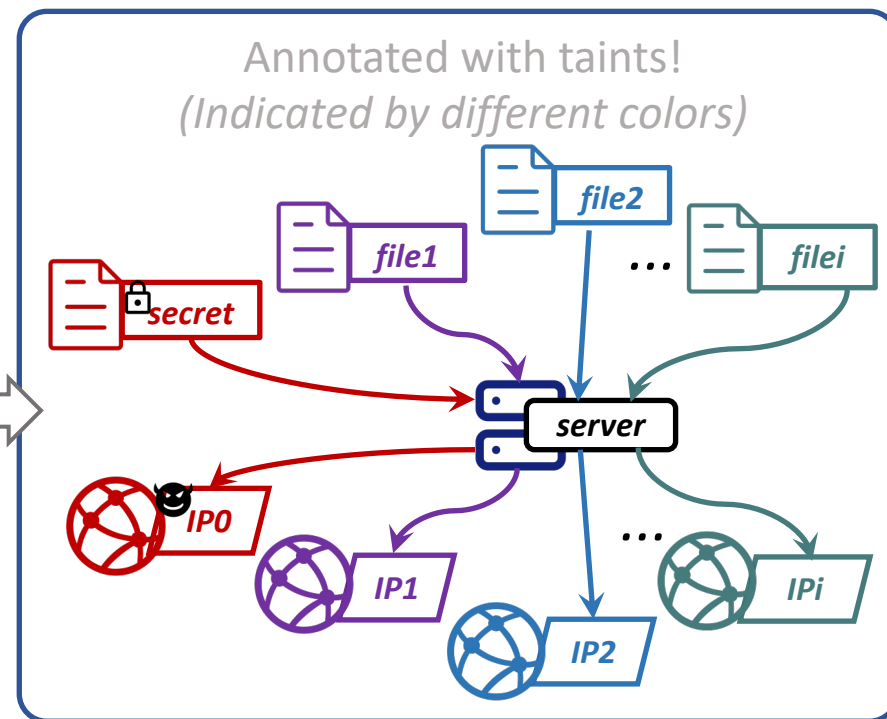 Annotated with taints!
(Indicated by different colors)
file2
file1
...
filei
secret
server
IP0
...
IP1
IPi
IP2